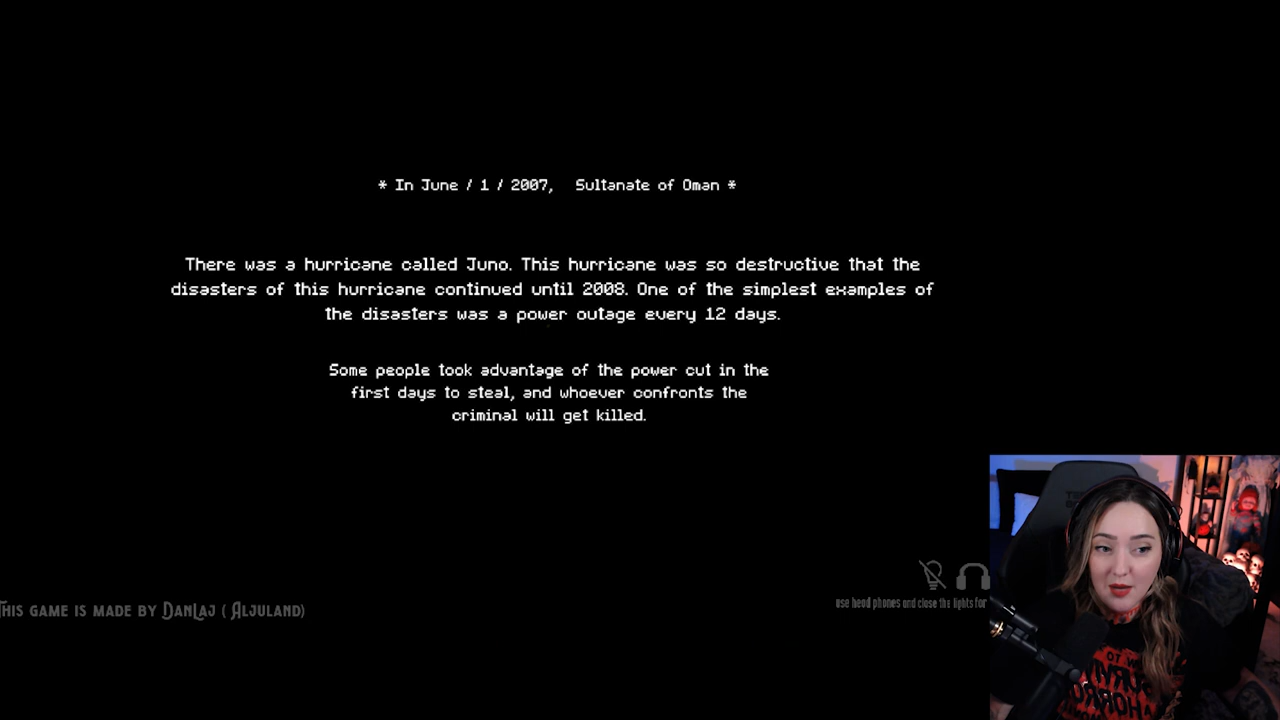 * In June / 1 / 2007, Sultanate of Oman *
There was a hurricane called Juno. This hurricane was so destructive that the
disasters of this hurricane continued until 2008. One of the simplest examples of
the disasters was a power outage every 12 days.
Some people took advantage of the power cut in the
first days to steal, and whoever confronts the
criminal will get killed.
use head phones and close the lights for
This game is made by DanLaj ( Aljuland)